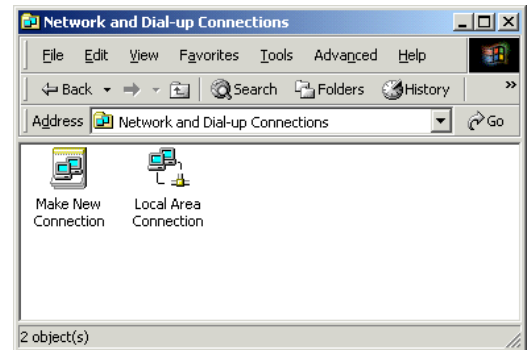 Network and Dial-up Connections
File Edit View Favorites Tools Advanced Help
Back Search Folders History »
Address Network and Dial-up Connections Go
Make New Connection
Local Area Connection
2 object(s)